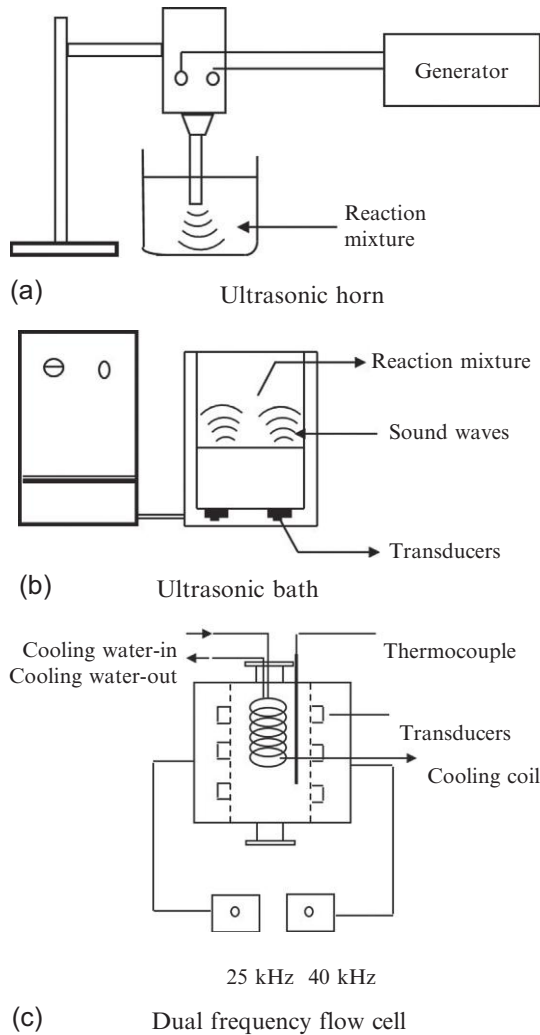 Generator
Reaction
mixture
(a) Ultrasonic horn
Reaction mixture
Sound waves
Transducers
(b) Ultrasonic bath
Cooling water-in
Cooling water-out
Thermocouple
Transducers
Cooling coil
25 kHz 40 kHz
(c) Dual frequency flow cell